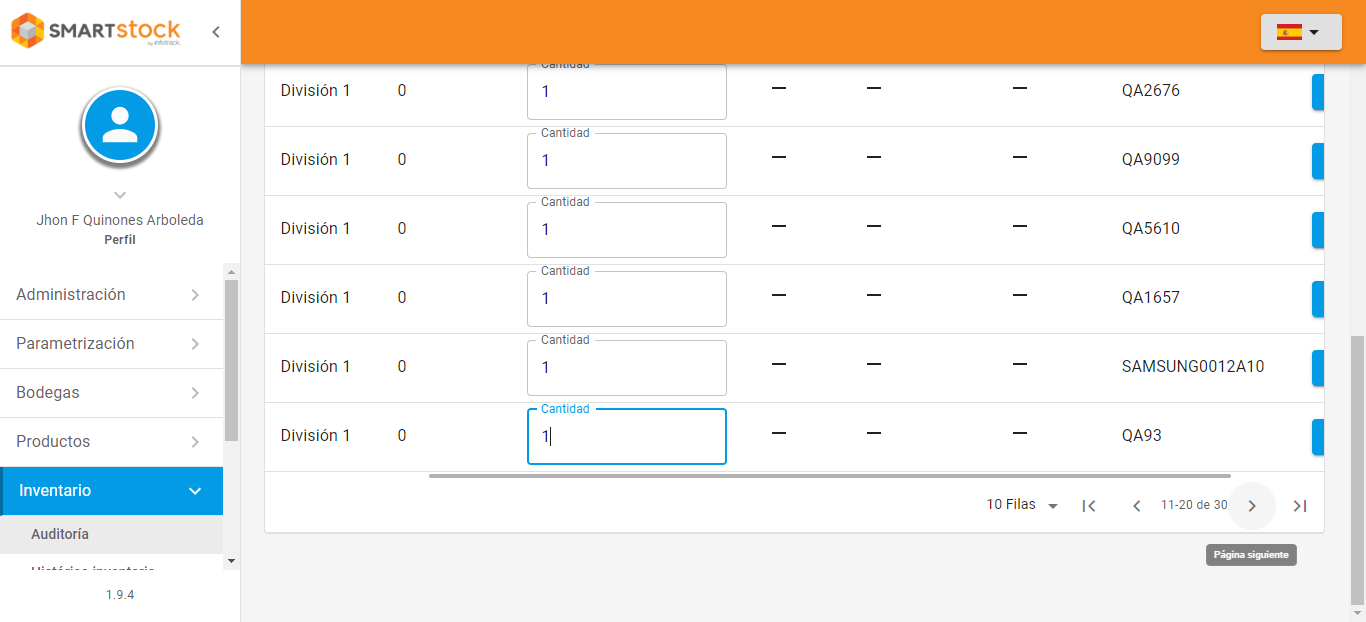 SMARTstock
by infotrack.
Jhon F Quinones Arboleda
Perfil
Administración
Parametrización
Bodegas
Productos
Inventario
Auditoría
Histórico inventario
1.9.4
Cantidad
División 1 0 1 — — — QA2676
Cantidad
División 1 0 1 — — — QA9099
Cantidad
División 1 0 1 — — — QA5610
Cantidad
División 1 0 1 — — — QA1657
Cantidad
División 1 0 1 — — — SAMSUNG0012A10
Cantidad
División 1 0 1 — — — QA93
10 Filas 11-20 de 30
Página siguiente